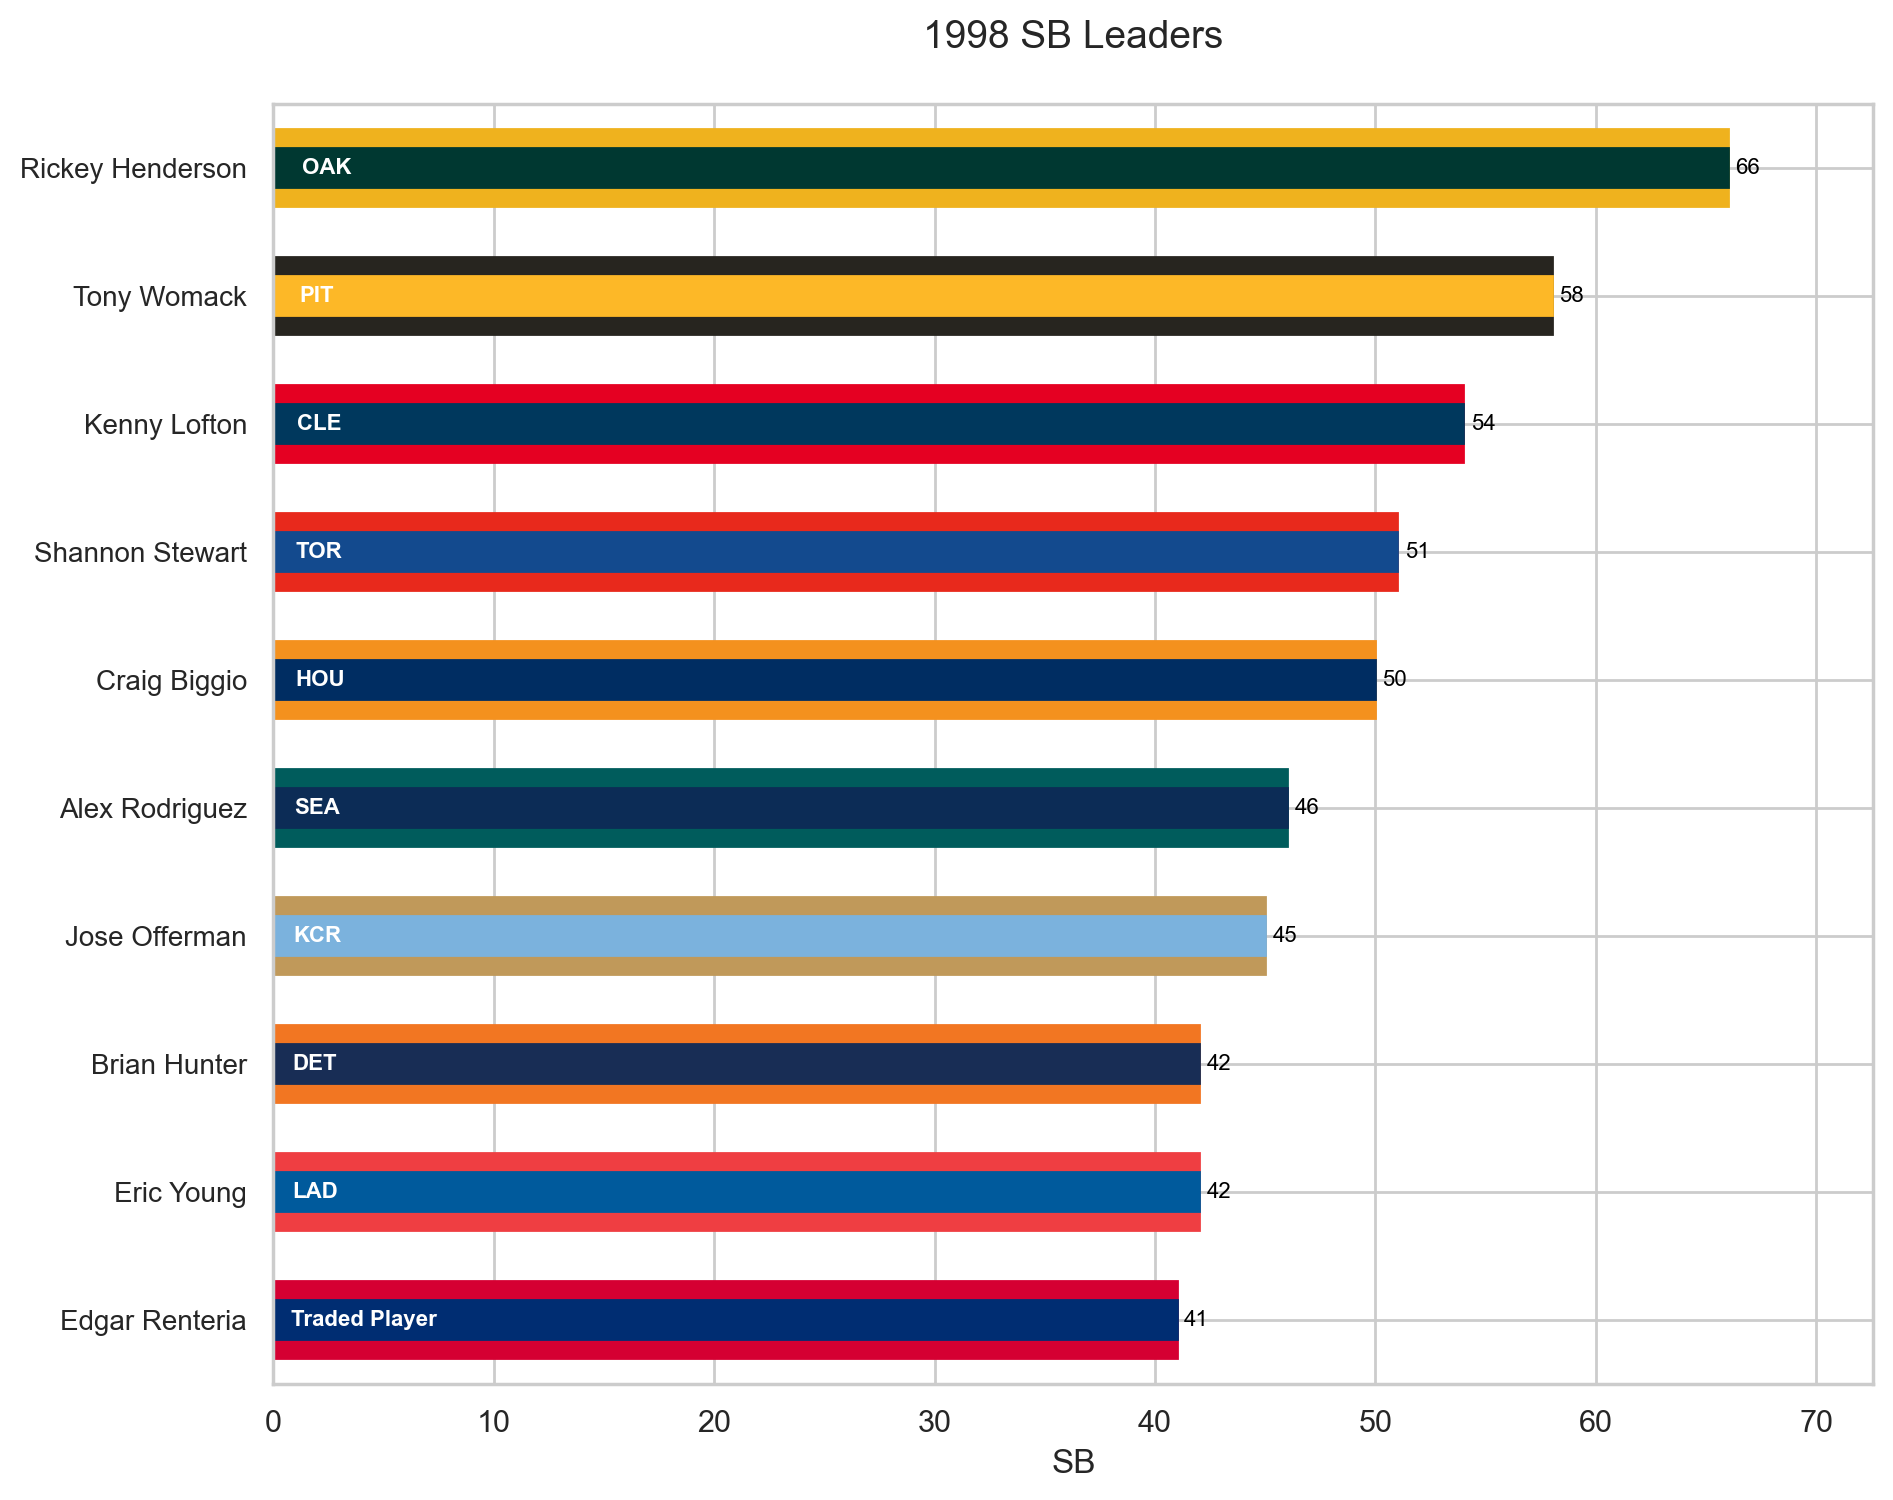 1998 SB Leaders
Rickey Henderson OAK 66
Tony Womack PIT 58
Kenny Lofton CLE 54
Shannon Stewart TOR 51
Craig Biggio HOU 50
Alex Rodriguez SEA 46
Jose Offerman KCR 45
Brian Hunter DET 42
Eric Young LAD 42
Edgar Renteria Traded Player 41
0 10 20 30 40 50 60 70
SB